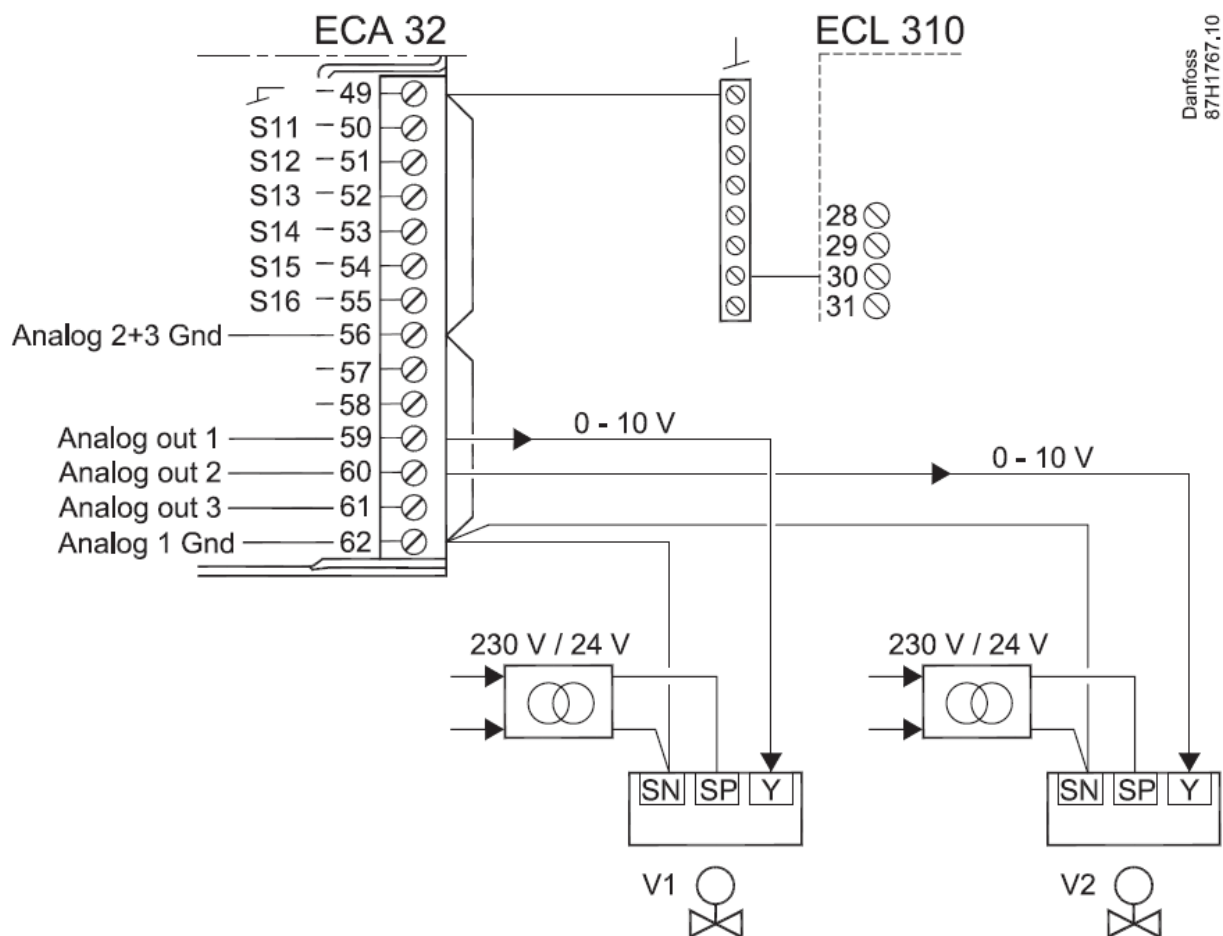 ECA 32
ECL 310
Danfoss
87H1767.10
49
S11 50
S12 51
S13 52
S14 53
S15 54
S16 55
Analog 2+3 Gnd 56
57
58
Analog out 1 59
Analog out 2 60
Analog out 3 61
Analog 1 Gnd 62
28
29
30
31
0 - 10 V
0 - 10 V
230 V / 24 V
230 V / 24 V
SN SP Y
SN SP Y
V1
V2